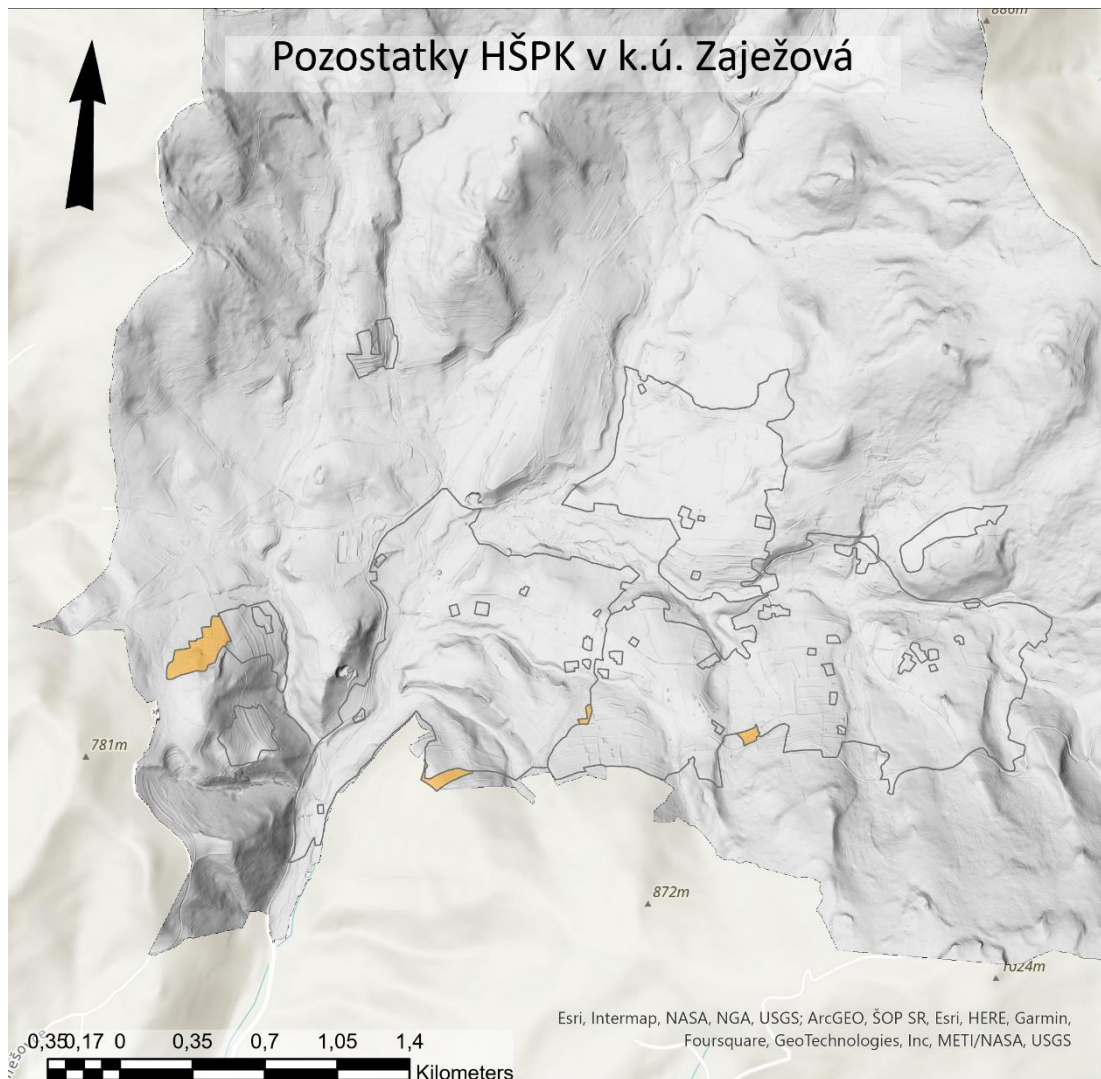 880m
Pozostatky HŠPK v k.ú. Zaježová
781m
872m
1024m
Esri, Intermap, NASA, NGA, USGS; ArcGEO, ŠOP SR, Esri, HERE, Garmin,
Foursquare, GeoTechnologies, Inc, METI/NASA, USGS
0,35 0,17 0 0,35 0,7 1,05 1,4
Kilometers